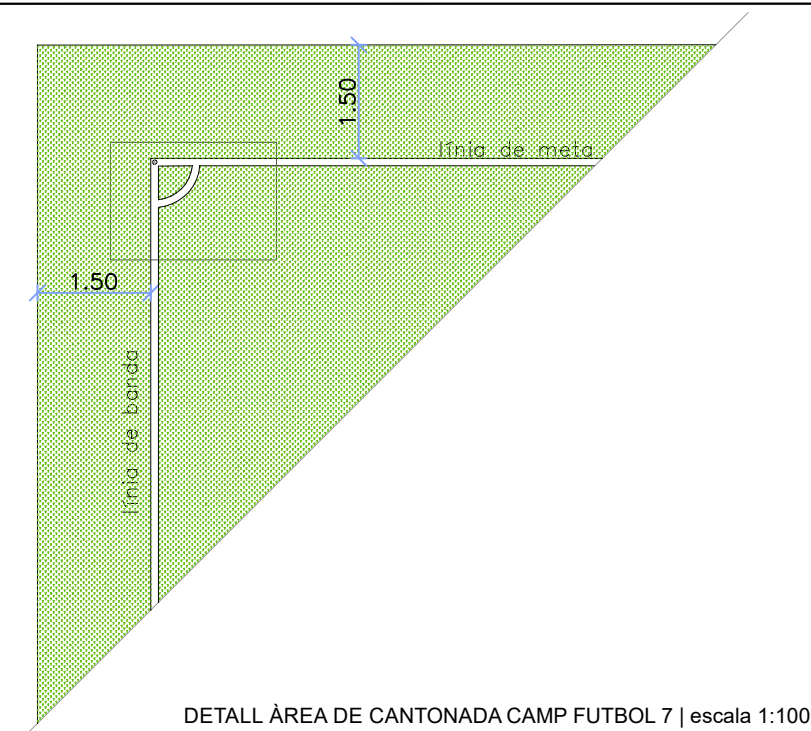 1.50
línia de meta
1.50
línia de banda
DETALL ÀREA DE CANTONADA CAMP FUTBOL 7 | escala 1:100